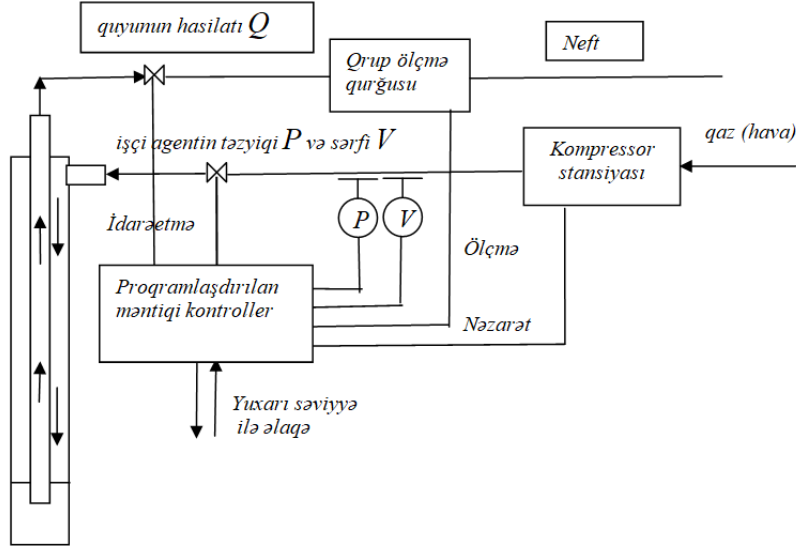 quyunun hasilatı Q
Qrup ölçmə
qurğusu
Neft
işçi agentin təzyiqi P və sərfi V
Kompressor
stansiyası
qaz (hava)
İdarəetmə
P
V
Ölçmə
Proqramlaşdırılan
məntiqi kontroller
Nəzarət
Yuxarı səviyyə
ilə əlaqə